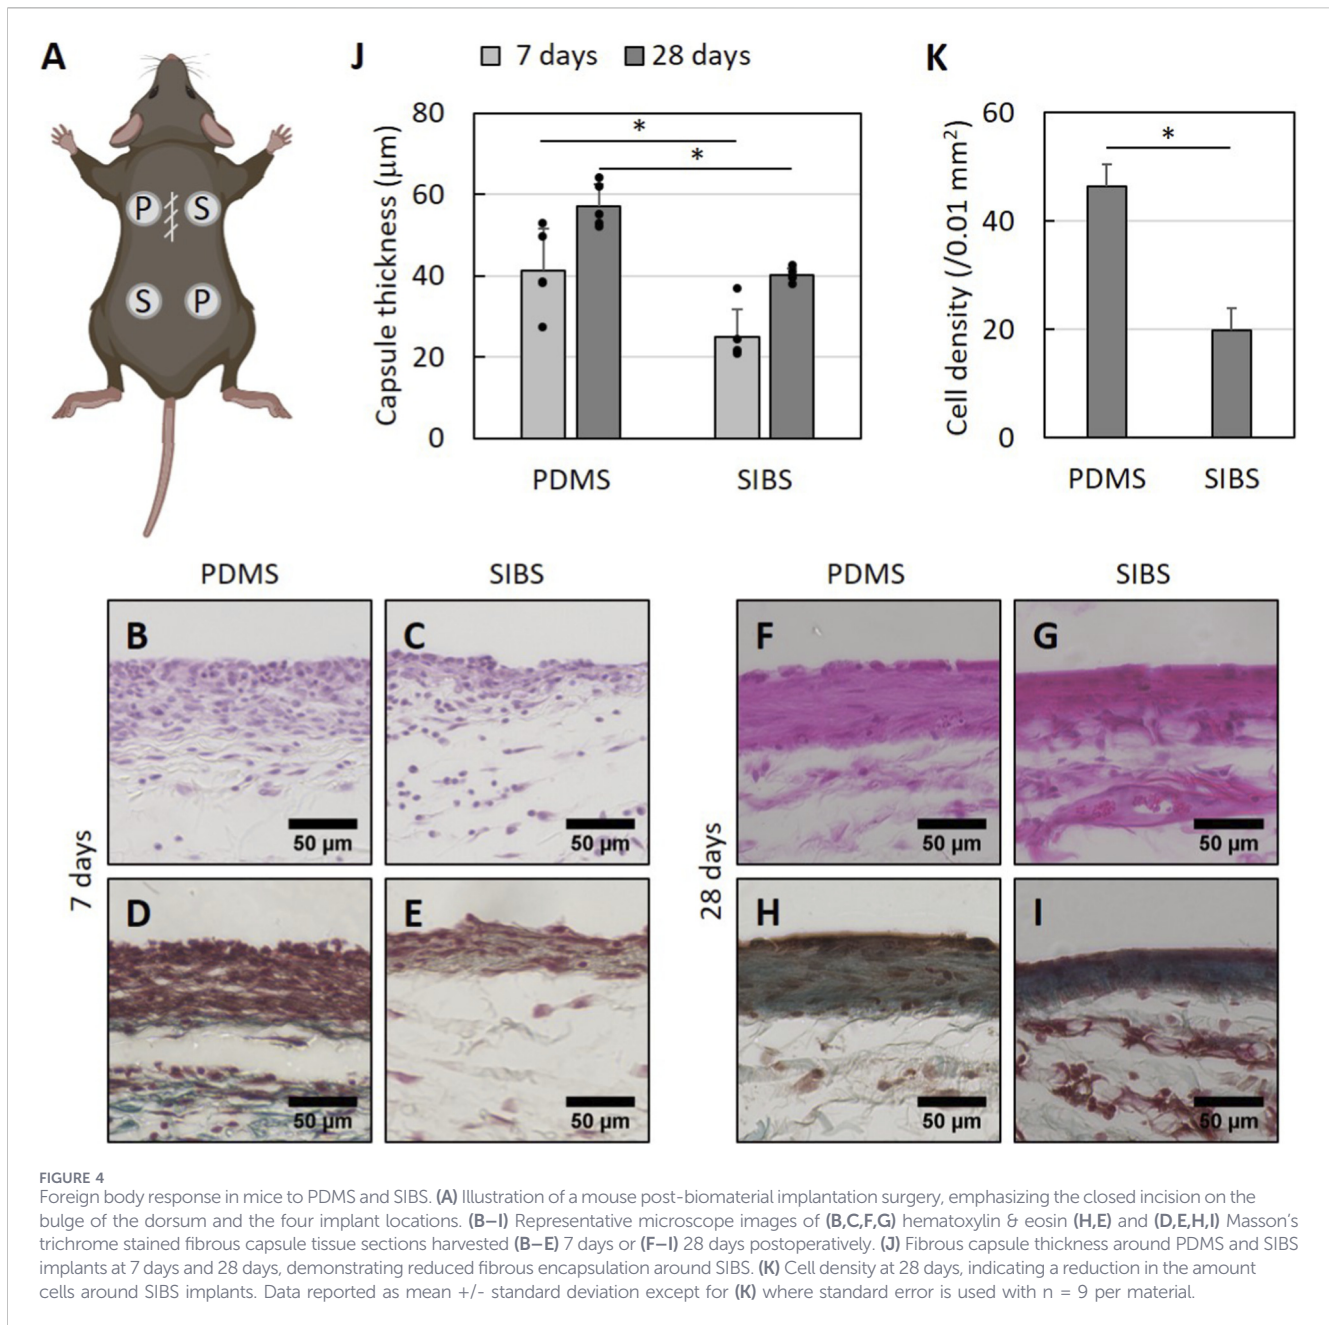 A
P
S
S
P
J
7 days
28 days
Capsule thickness (µm)
80
60
40
20
0
*
*
PDMS
SIBS
K
Cell density (/0.01 mm²)
60
40
20
0
*
PDMS
SIBS
PDMS
SIBS
PDMS
SIBS
7 days
28 days
B
50 µm
C
50 µm
F
50 µm
G
50 µm
D
50 µm
E
50 µm
H
50 µm
I
50 µm
FIGURE 4
Foreign body response in mice to PDMS and SIBS. (A) Illustration of a mouse post-biomaterial implantation surgery, emphasizing the closed incision on the
bulge of the dorsum and the four implant locations. (B–I) Representative microscope images of (B,C,F,G) hematoxylin & eosin (H,E) and (D,E,H,I) Masson's
trichrome stained fibrous capsule tissue sections harvested (B–E) 7 days or (F–I) 28 days postoperatively. (J) Fibrous capsule thickness around PDMS and SIBS
implants at 7 days and 28 days, demonstrating reduced fibrous encapsulation around SIBS. (K) Cell density at 28 days, indicating a reduction in the amount
cells around SIBS implants. Data reported as mean +/- standard deviation except for (K) where standard error is used with n = 9 per material.